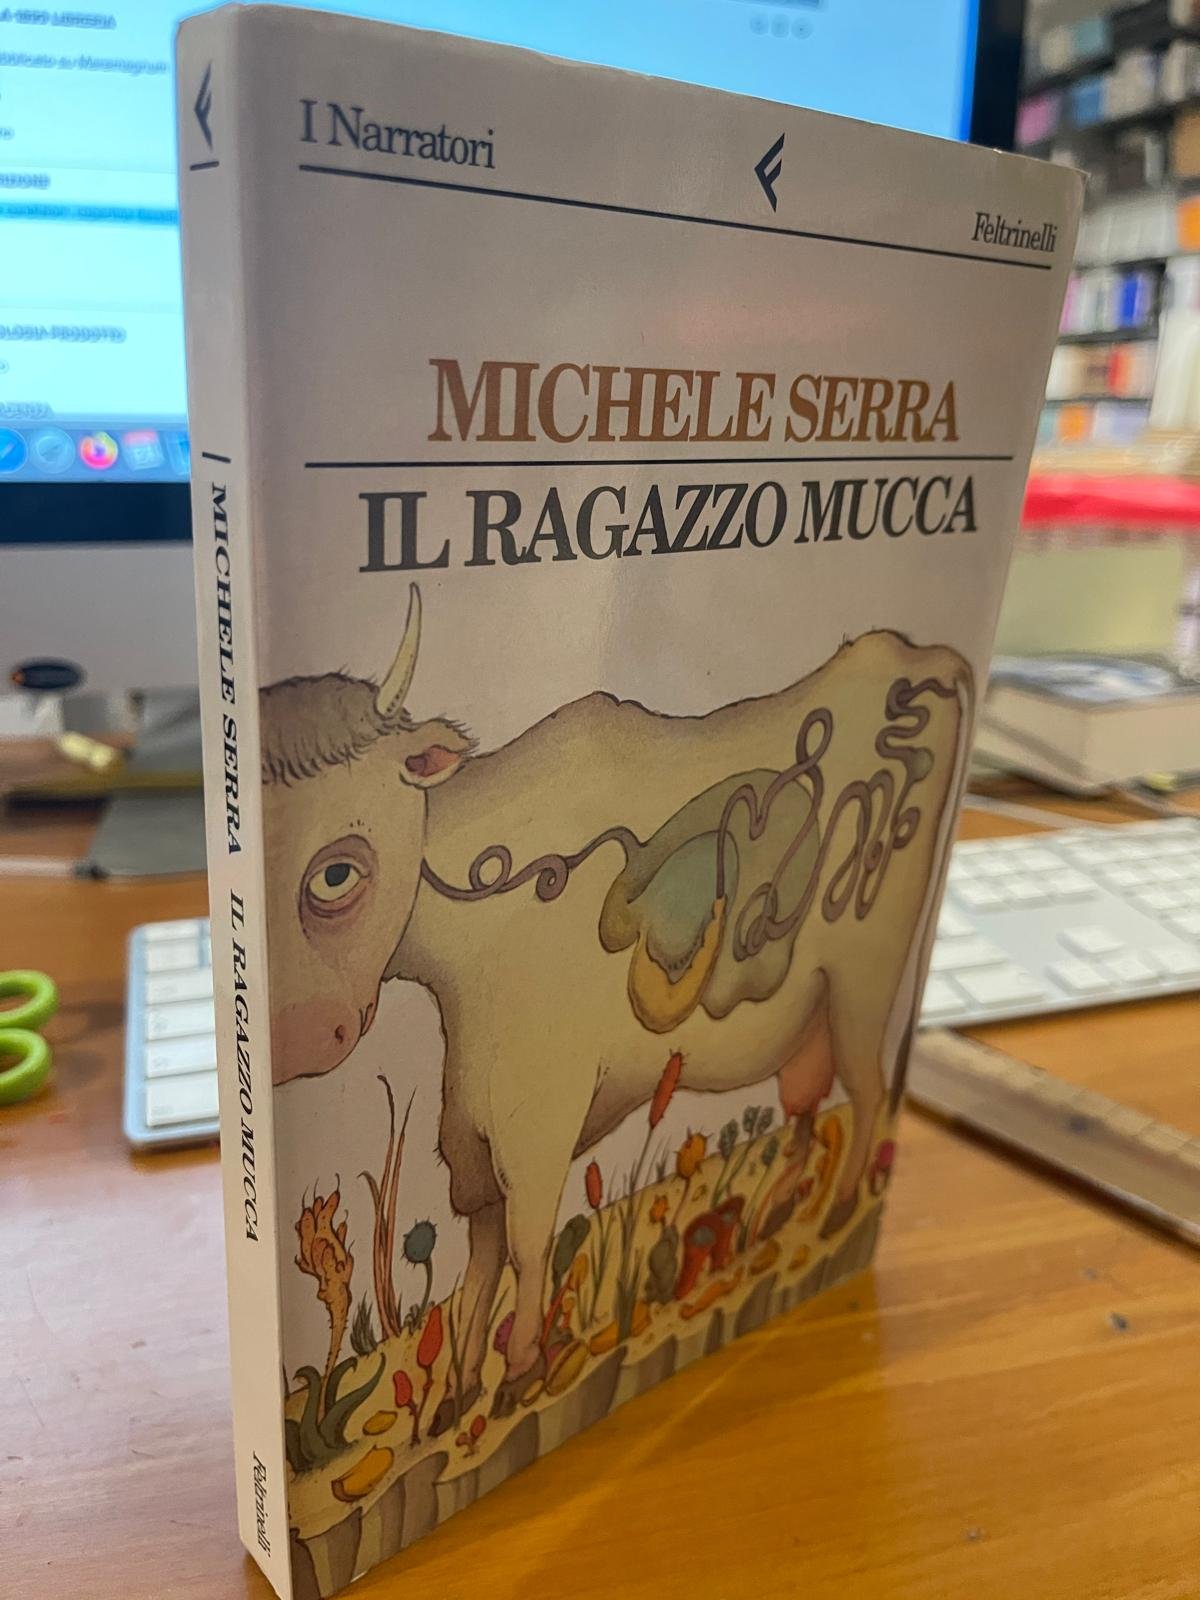 I Narratori
Feltrinelli
MICHELE SERRA
IL RAGAZZO MUCCA
MICHELE SERRA IL RAGAZZO MUCCA
Feltrinelli